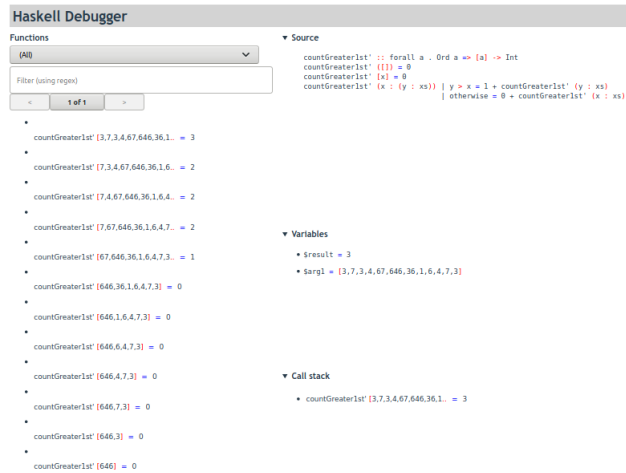 Haskell Debugger
Functions
(All)
Filter (using regex)
<
1 of 1
>
countGreater1st' [3,7,3,4,67,646,36,1.. = 3
countGreater1st' [7,3,4,67,646,36,1,6.. = 2
countGreater1st' [7,4,67,646,36,1,6,4.. = 2
countGreater1st' [7,67,646,36,1,6,4,7.. = 2
countGreater1st' [67,646,36,1,6,4,7,3.. = 1
countGreater1st' [646,36,1,6,4,7,3] = 0
countGreater1st' [646,1,6,4,7,3] = 0
countGreater1st' [646,6,4,7,3] = 0
countGreater1st' [646,4,7,3] = 0
countGreater1st' [646,7,3] = 0
countGreater1st' [646,3] = 0
countGreater1st' [646] = 0
▼ Source
countGreater1st' :: forall a . Ord a => [a] -> Int
countGreater1st' ([]) = 0
countGreater1st' [x] = 0
countGreater1st' (x : (y : xs)) | y > x = 1 + countGreater1st' (y : xs)
| otherwise = 0 + countGreater1st' (x : xs)
▼ Variables
• $result = 3
• $arg1 = [3,7,3,4,67,646,36,1,6,4,7,3]
▼ Call stack
• countGreater1st' [3,7,3,4,67,646,36,1.. = 3